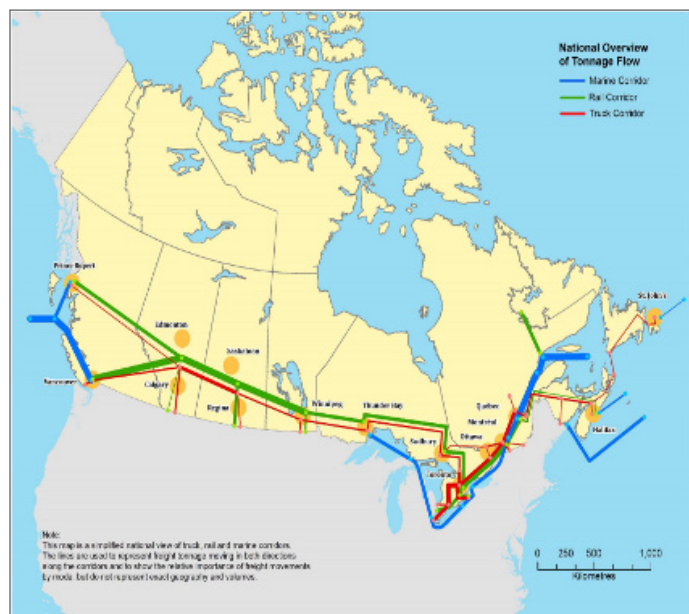 National Overview
of Tonnage Flow
Marine Corridor
Rail Corridor
Truck Corridor
Prince Rupert
St. John's
Edmonton
Saskatoon
Vancouver
Calgary
Regina
Winnipeg
Thunder Bay
Québec
Montréal
Sudbury
Ottawa
Halifax
Toronto
Note:
This map is a simplified national view of truck, rail and marine corridors.
The lines are used to represent freight tonnage moving in both directions
along the corridors and to show the relative importance of freight movements
by mode, but do not represent exact geography and volumes.
0 250 500 1,000
Kilometres